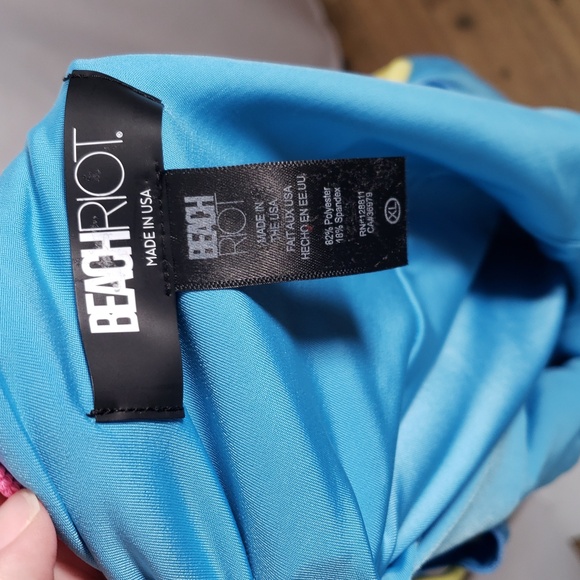 BEACHRIOT®
MADE IN USA
BEACH
RIOT
MADE IN
THE USA
FAIT AUX USA
HECHO EN EE.UU.
82% Polyester
18% Spandex
RN#128811
CA#36979
XL